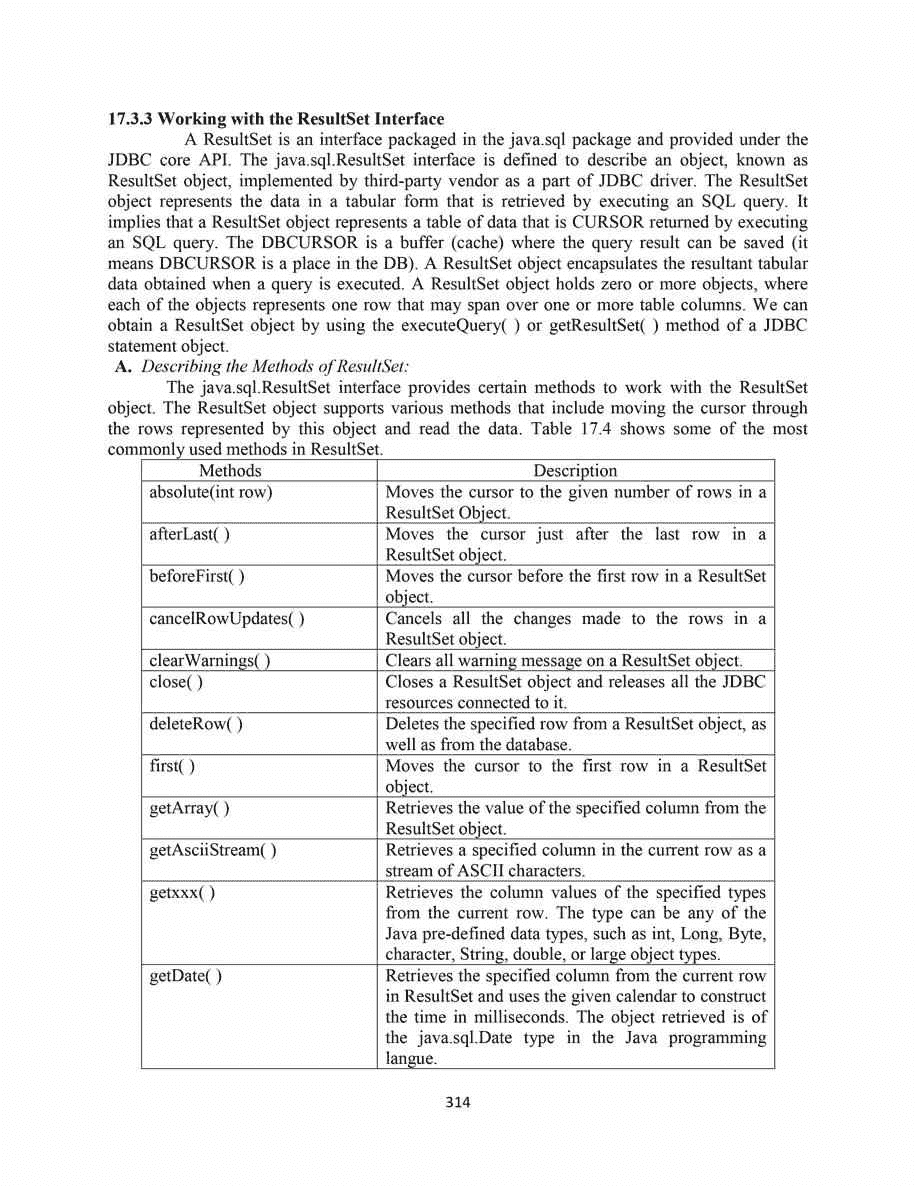 17.3.3 Working with the ResultSet Interface
A ResultSet is an interface packaged in the java.sql package and provided under the
JDBC core API. The java.sql.ResultSet interface is defined to describe an object, known as
ResultSet object, implemented by third-party vendor as a part of JDBC driver. The ResultSet
object represents the data in a tabular form that is retrieved by executing an SQL query. It
implies that a ResultSet object represents a table of data that is CURSOR returned by executing
an SQL query. The DBCURSOR is a buffer (cache) where the query result can be saved (it
means DBCURSOR is a place in the DB). A ResultSet object encapsulates the resultant tabular
data obtained when a query is executed. A ResultSet object holds zero or more objects, where
each of the objects represents one row that may span over one or more table columns. We can
obtain a ResultSet object by using the executeQuery( ) or getResultSet( ) method of a JDBC
statement object.
A. Describing the Methods of ResultSet:
The java.sql.ResultSet interface provides certain methods to work with the ResultSet
object. The ResultSet object supports various methods that include moving the cursor through
the rows represented by this object and read the data. Table 17.4 shows some of the most
commonly used methods in ResultSet.
Methods Description
absolute(int row) Moves the cursor to the given number of rows in a
ResultSet Object.
afterLast( ) Moves the cursor just after the last row in a
ResultSet object.
beforeFirst( ) Moves the cursor before the first row in a ResultSet
object.
cancelRowUpdates( ) Cancels all the changes made to the rows in a
ResultSet object.
clearWarnings( ) Clears all warning message on a ResultSet object.
close( ) Closes a ResultSet object and releases all the JDBC
resources connected to it.
deleteRow( ) Deletes the specified row from a ResultSet object, as
well as from the database.
first( ) Moves the cursor to the first row in a ResultSet
object.
getArray( ) Retrieves the value of the specified column from the
ResultSet object.
getAsciiStream( ) Retrieves a specified column in the current row as a
stream of ASCII characters.
getxxx( ) Retrieves the column values of the specified types
from the current row. The type can be any of the
Java pre-defined data types, such as int, Long, Byte,
character, String, double, or large object types.
getDate( ) Retrieves the specified column from the current row
in ResultSet and uses the given calendar to construct
the time in milliseconds. The object retrieved is of
the java.sql.Date type in the Java programming
langue.
314